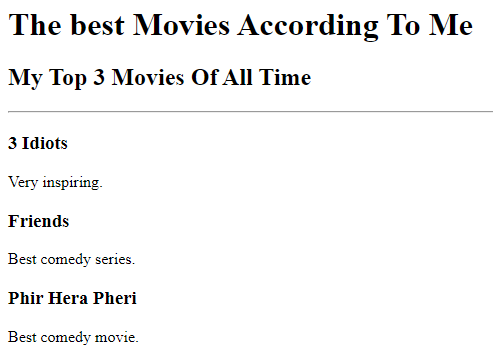 The best Movies According To Me
My Top 3 Movies Of All Time
3 Idiots
Very inspiring.
Friends
Best comedy series.
Phir Hera Pheri
Best comedy movie.